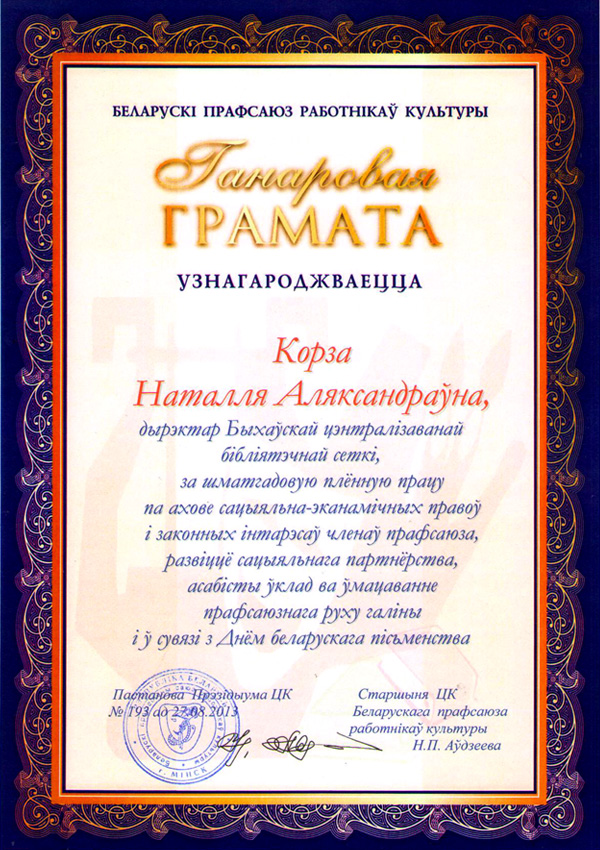 БЕЛАРУСКІ ПРАФСАЮЗ РАБОТНІКАЎ КУЛЬТУРЫ
Ганаровая
ГРАМАТА
УЗНАГАРОДЖВАЕЦЦА
Корза
Наталля Аляксандраўна,
дырэктар Быхаўскай цэнтралізаванай
бібліятэчнай сеткі,
за шматгадовую плённую працу
па ахове сацыяльна-эканамічных правоў
і законных інтарэсаў членаў прафсаюза,
развіццё сацыяльнага партнёрства,
асабісты ўклад ва ўмацаванне
прафсаюзнага руху галіны
і ў сувязі з Днём беларускага пісьменства
Пастанова Прэзідыума ЦК
№ 193 ад 27.08.2013
Старшыня ЦК
Беларускага прафсаюза
работнікаў культуры
Н.П. Аўдзеева
г. МІНСК